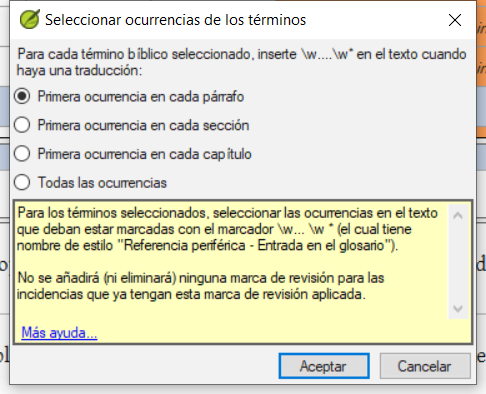 Seleccionar ocurrencias de los términos
Para cada término bíblico seleccionado, inserte \w....\w* en el texto cuando
haya una traducción:
Primera ocurrencia en cada párrafo
Primera ocurrencia en cada sección
Primera ocurrencia en cada capítulo
Todas las ocurrencias
Para los términos seleccionados, seleccionar las ocurrencias en el texto
que deban estar marcadas con el marcador \w... \w * (el cual tiene
nombre de estilo "Referencia periférica - Entrada en el glosario").
No se añadirá (ni eliminará) ninguna marca de revisión para las
incidencias que ya tengan esta marca de revisión aplicada.
Más ayuda...
Aceptar
Cancelar